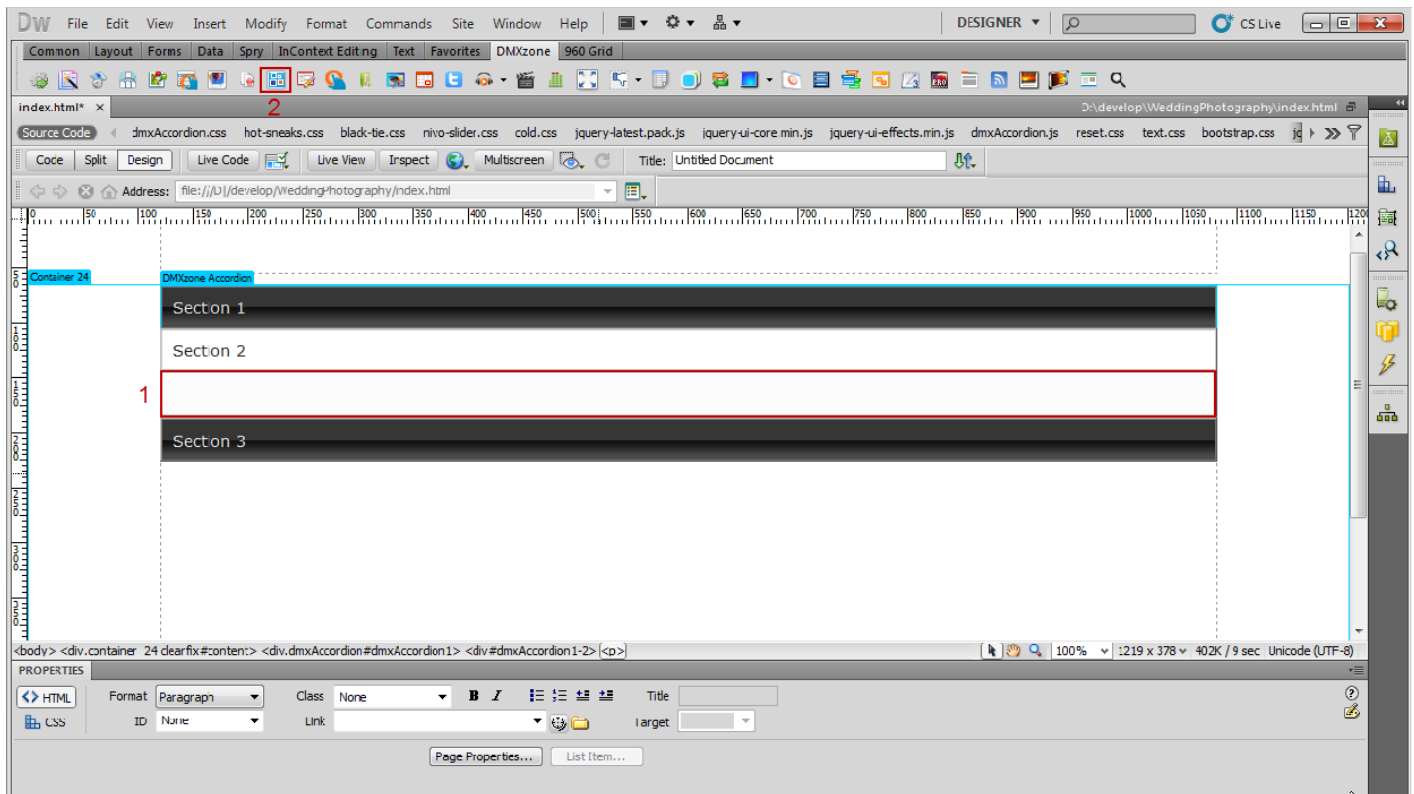 DW File Edit View Insert Modify Format Commands Site Window Help DESIGNER CS Live
Common Layout Forms Data Spry InContext Editng Text Favorites DMXzone 960 Grid
2
index.html* × D:\develop\WeddingPhotography\index.html
Source Code dmxAccordion.css hot-sneaks.css black-tie.css nivo-slider.css cold.css jquery-latest.pack.js jquery-ui-core min.js jquery-ui-effects.min.js dmxAccordion.js reset.css text.css bootstrap.css
Coce Split Design Live Code Live View Inspect Multiscreen Title: Untitled Document
Address: file:///D|/develop/WeddingPhotography/index.html
0 50 100 150 200 250 300 350 400 450 500 550 600 650 700 750 800 850 900 950 1000 1050 1100 1150 120
Container 24 DMXzone Accordion
Section 1
Section 2
1
Section 3
<body> <div.container_24 clearfix#content> <div.dmxAccordion#dmxAccordion1> <div#dmxAccordion1-2> <p> 100% 1219 x 378 402K / 9 sec Unicode (UTF-8)
PROPERTIES
<> HTML Format Paragraph Class None B I Title
CSS ID None Link Target
Page Properties... List Item...